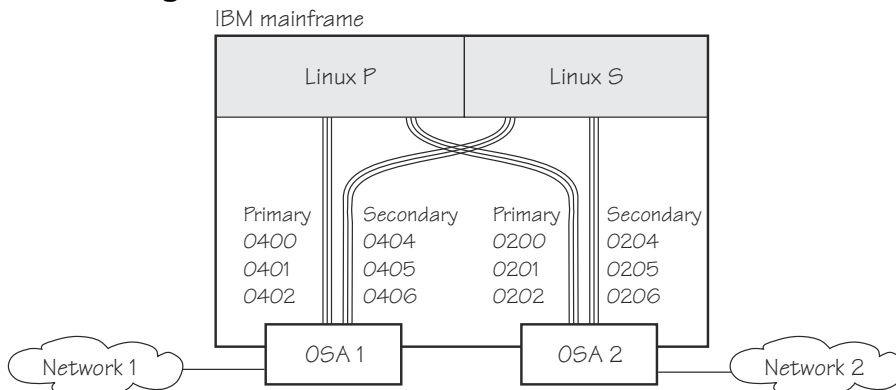 IBM mainframe
Linux P
Linux S
Primary
0400
0401
0402
Secondary
0404
0405
0406
Primary
0200
0201
0202
Secondary
0204
0205
0206
OSA 1
OSA 2
Network 1
Network 2